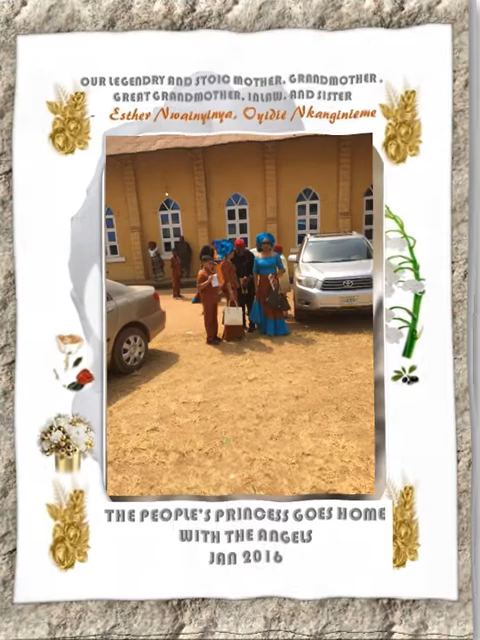 OUR LEGENDRY AND STOIC MOTHER, GRANDMOTHER,
GREAT GRANDMOTHER, INLAW, AND SISTER
Esther Nwainyinya, Oyidie Nkanginieme
THE PEOPLE'S PRINCESS GOES HOME
WITH THE ANGELS
JAN 2016